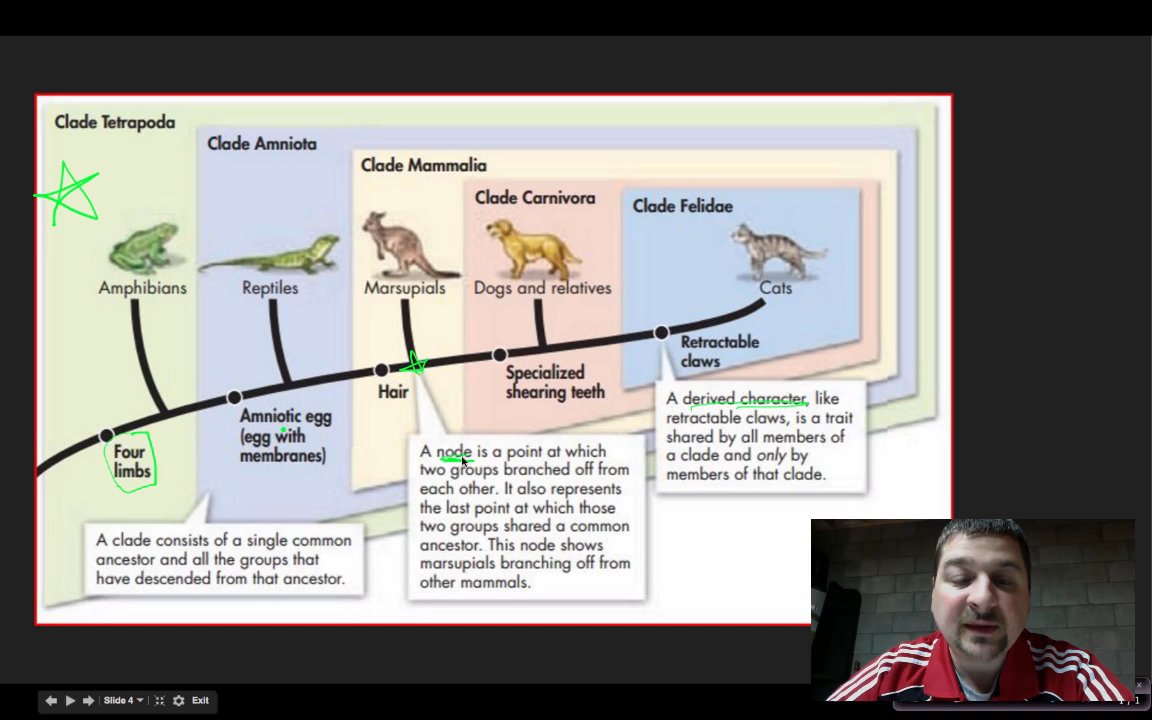 Clade Tetrapoda
Clade Amniota
Clade Mammalia
Clade Carnivora
Clade Felidae
Amphibians
Reptiles
Marsupials
Dogs and relatives
Cats
Retractable
claws
Specialized
shearing teeth
Hair
Amniotic egg
(egg with
membranes)
Four
limbs
A derived character, like
retractable claws, is a trait
shared by all members of
a clade and only by
members of that clade.
A node is a point at which
two groups branched off from
each other. It also represents
the last point at which those
two groups shared a common
ancestor. This node shows
marsupials branching off from
other mammals.
A clade consists of a single common
ancestor and all the groups that
have descended from that ancestor.
Slide 4
Exit